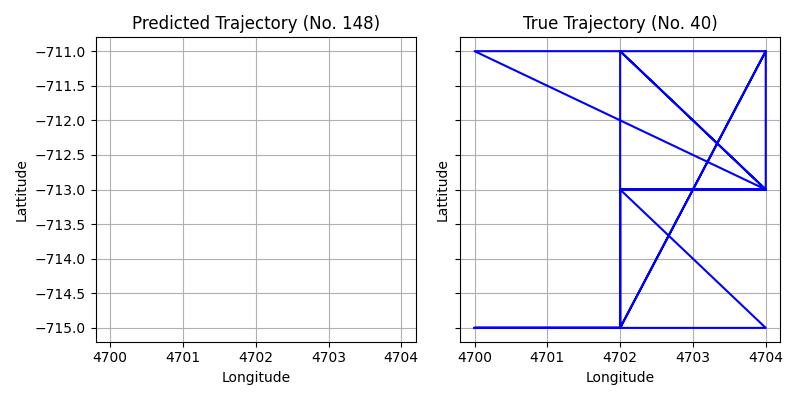 Predicted Trajectory (No. 148)
True Trajectory (No. 40)
−711.0
−711.5
−712.0
−712.5
−713.0
−713.5
−714.0
−714.5
−715.0
Lattitude
Lattitude
4700 4701 4702 4703 4704
4700 4701 4702 4703 4704
Longitude
Longitude